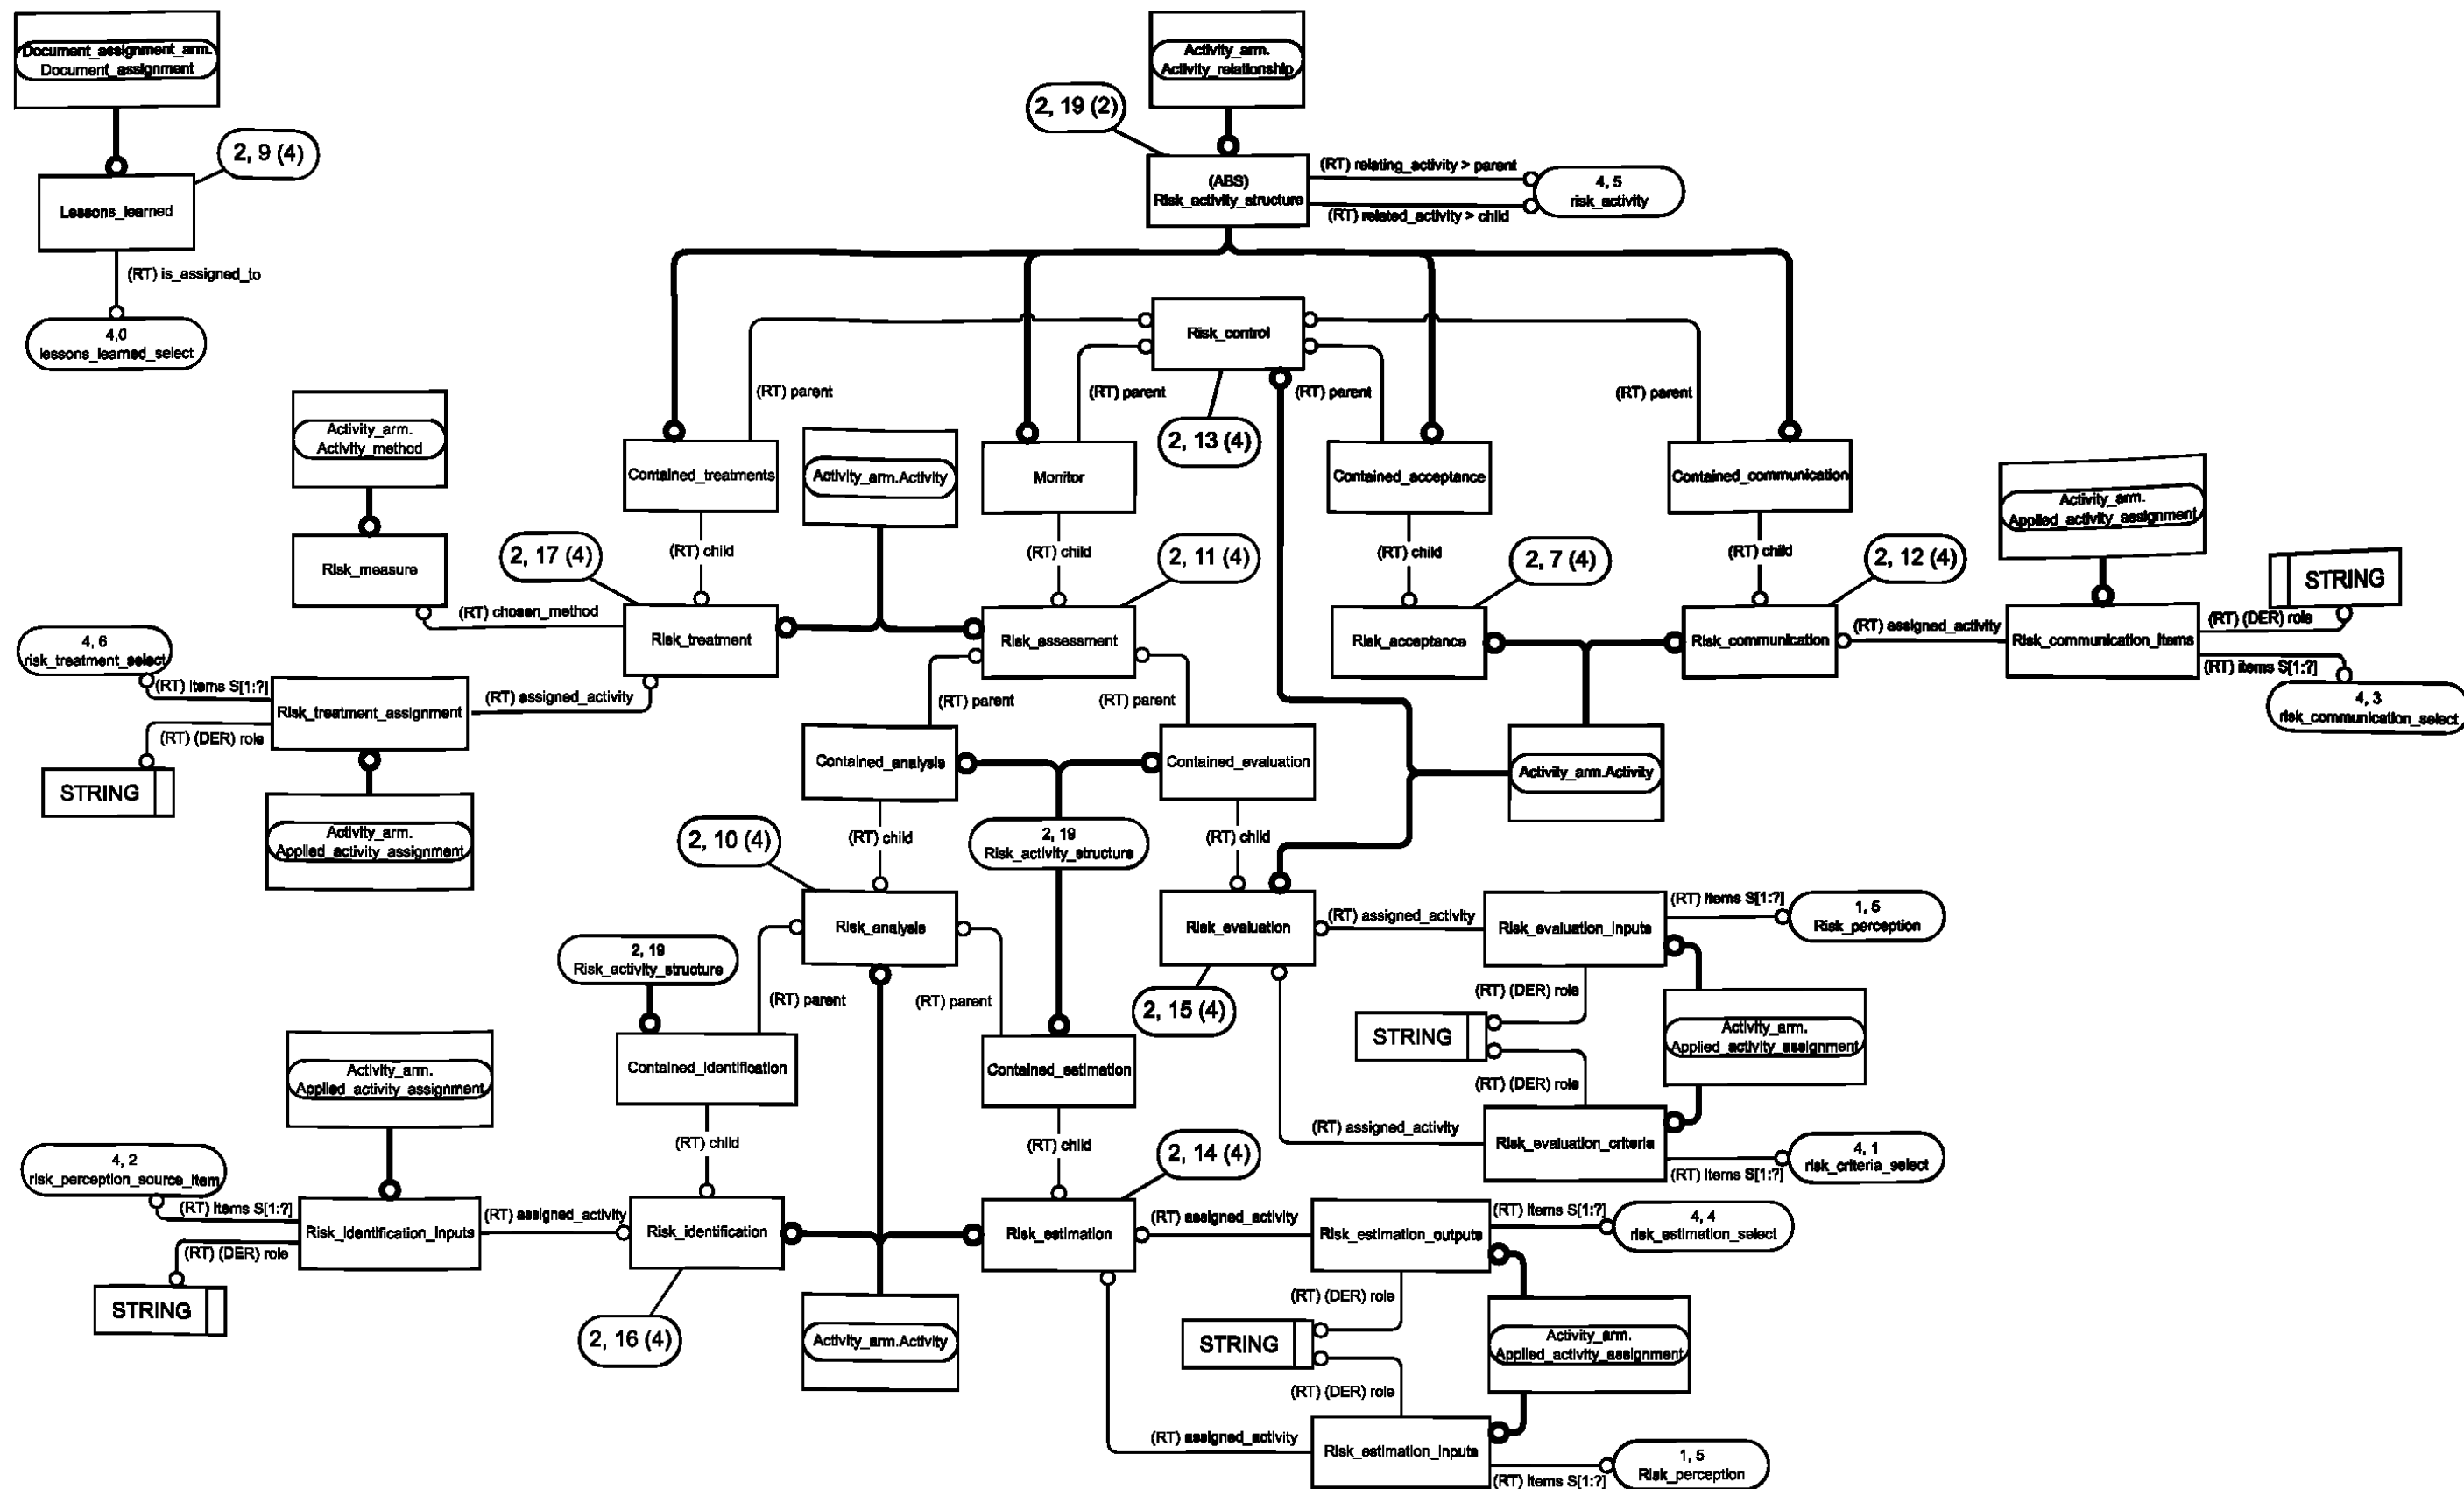 Document_assignment_arm.
Document_assignment
Activity_arm.
Activity_relationship
2, 19 (2)
2, 9 (4)
(RT) relating_activity > parent
(ABS)
Risk_activity_structure
4, 5
risk_activity
(RT) related_activity > child
Lessons_learned
(RT) is_assigned_to
4,0
lessons_learned_select
Risk_control
(RT) parent
(RT) parent
(RT) parent
(RT) parent
2, 13 (4)
Activity_arm.
Activity_method
Contained_treatments
Activity_arm.Activity
Monitor
Contained_acceptance
Contained_communication
Activity_arm.
Applied_activity_assignment
2, 17 (4)
(RT) child
(RT) child
2, 11 (4)
(RT) child
2, 7 (4)
(RT) child
2, 12 (4)
STRING
Risk_measure
(RT) chosen_method
Risk_treatment
Risk_assessment
Risk_acceptance
Risk_communication
(RT) assigned_activity
Risk_communication_items
(RT) (DER) role
(RT) items S[1:?]
4, 3
risk_communication_select
4, 6
risk_treatment_select
(RT) items S[1:?]
Risk_treatment_assignment
(RT) assigned_activity
(RT) (DER) role
STRING
(RT) parent
(RT) parent
Contained_analysis
Contained_evaluation
Activity_arm.Activity
Activity_arm.
Applied_activity_assignment
2, 10 (4)
(RT) child
2, 19
Risk_activity_structure
(RT) child
Risk_analysis
Risk_evaluation
(RT) assigned_activity
Risk_evaluation_inputs
(RT) items S[1:?]
1, 5
Risk_perception
2, 19
Risk_activity_structure
(RT) parent
(RT) parent
2, 15 (4)
(RT) (DER) role
STRING
(RT) (DER) role
Activity_arm.
Applied_activity_assignment
Activity_arm.
Applied_activity_assignment
Contained_identification
Contained_estimation
(RT) child
(RT) child
2, 14 (4)
(RT) assigned_activity
Risk_evaluation_criteria
4, 1
risk_criteria_select
(RT) items S[1:?]
4, 2
risk_perception_source_item
(RT) items S[1:?]
Risk_identification_inputs
(RT) assigned_activity
Risk_identification
Risk_estimation
(RT) assigned_activity
Risk_estimation_outputs
(RT) items S[1:?]
4, 4
risk_estimation_select
(RT) (DER) role
STRING
2, 16 (4)
Activity_arm.Activity
(RT) (DER) role
STRING
(RT) (DER) role
Activity_arm.
Applied_activity_assignment
(RT) assigned_activity
Risk_estimation_inputs
1, 5
Risk_perception
(RT) items S[1:?]